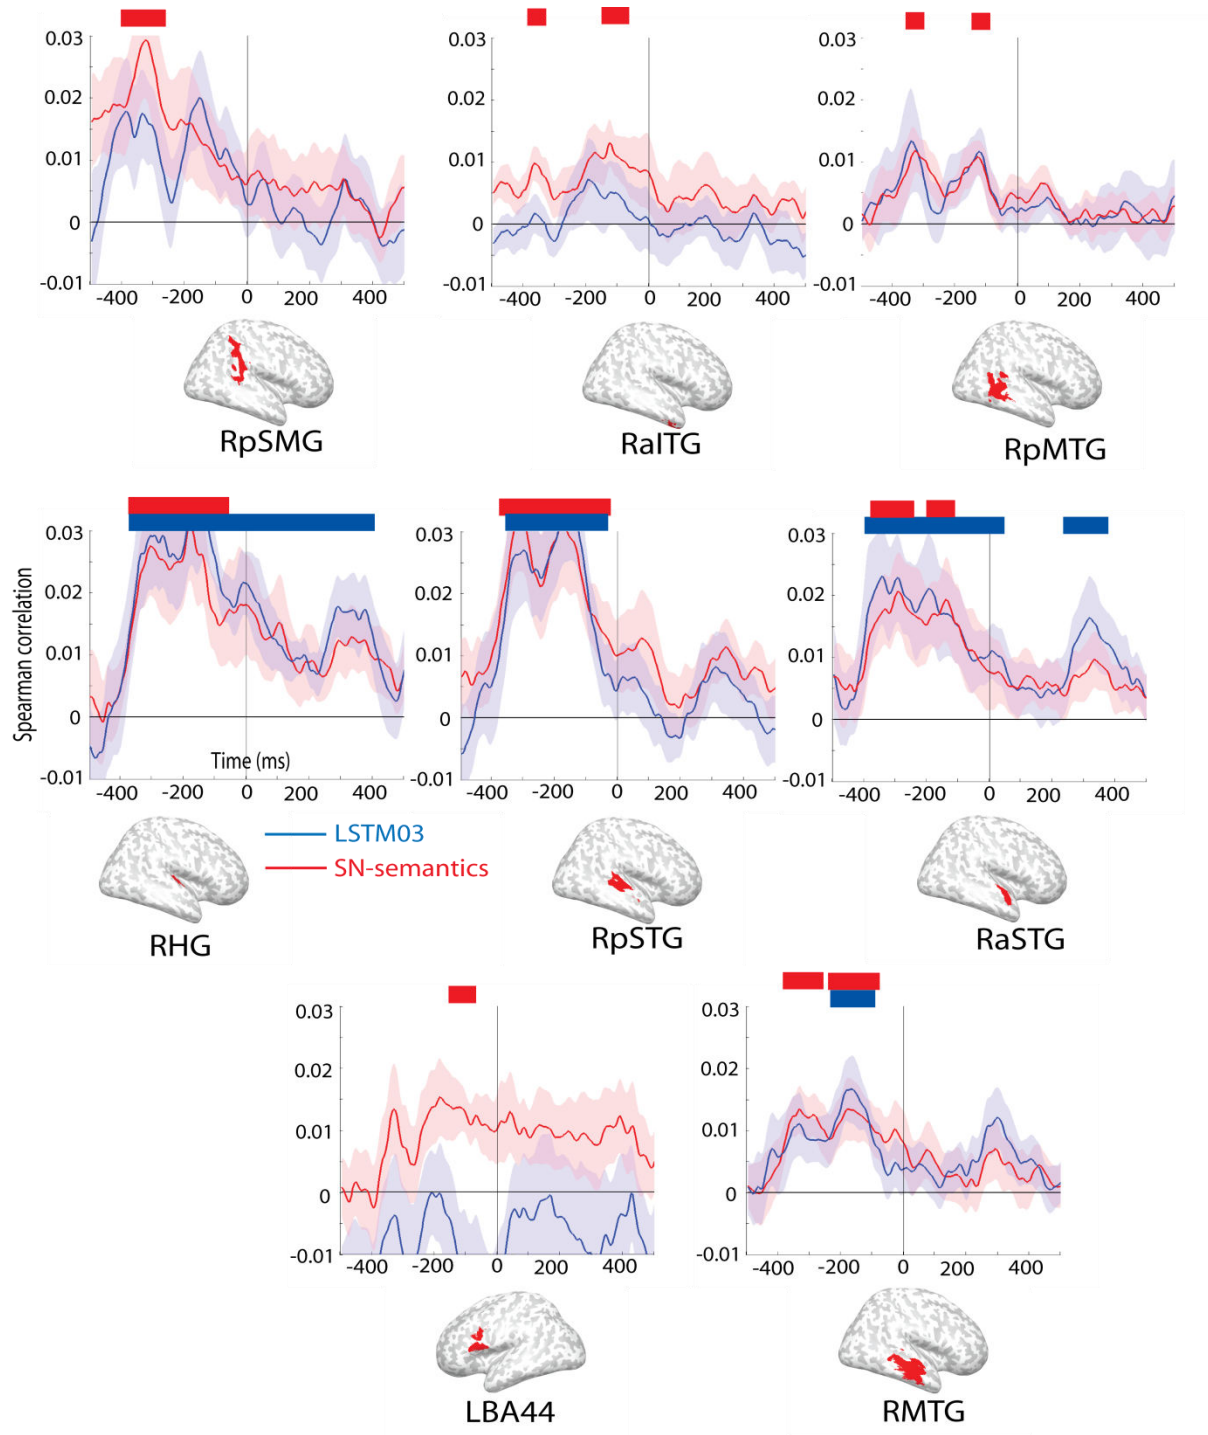 0.03 0.03 0.03
0.02 0.02 0.02
0.01 0.01 0.01
0 0 0
-0.01 -0.01 -0.01
-400 -200 0 200 400 -400 -200 0 200 400 -400 -200 0 200 400
RpSMG RaITG RpMTG
0.03 0.03 0.03
0.02 0.02 0.02
0.01 0.01 0.01
0 0 0
-0.01 -0.01 -0.01
Spearman correlation
Time (ms)
-400 -200 0 200 400 -400 -200 0 200 400 -400 -200 0 200 400
LSTM03
SN-semantics
RHG RpSTG RaSTG
0.03 0.03
0.02 0.02
0.01 0.01
0 0
-0.01 -0.01
-400 -200 0 200 400 -400 -200 0 200 400
LBA44 RMTG